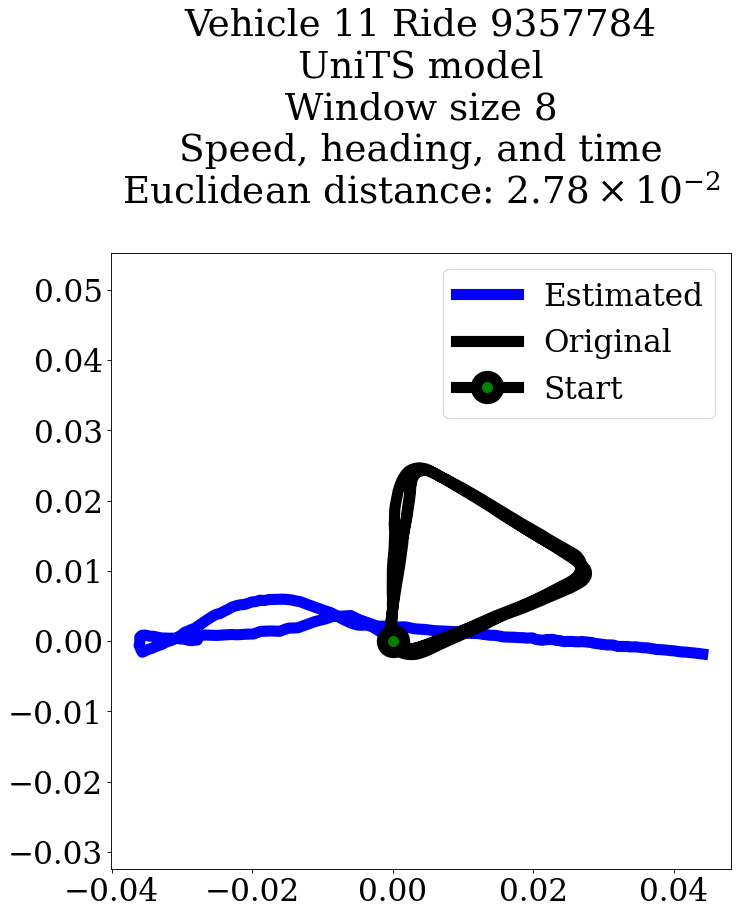 Vehicle 11 Ride 9357784
UniTS model
Window size 8
Speed, heading, and time
Euclidean distance: 2.78 × 10⁻²
Estimated
Original
Start
0.05
0.04
0.03
0.02
0.01
0.00
−0.01
−0.02
−0.03
−0.04 −0.02 0.00 0.02 0.04